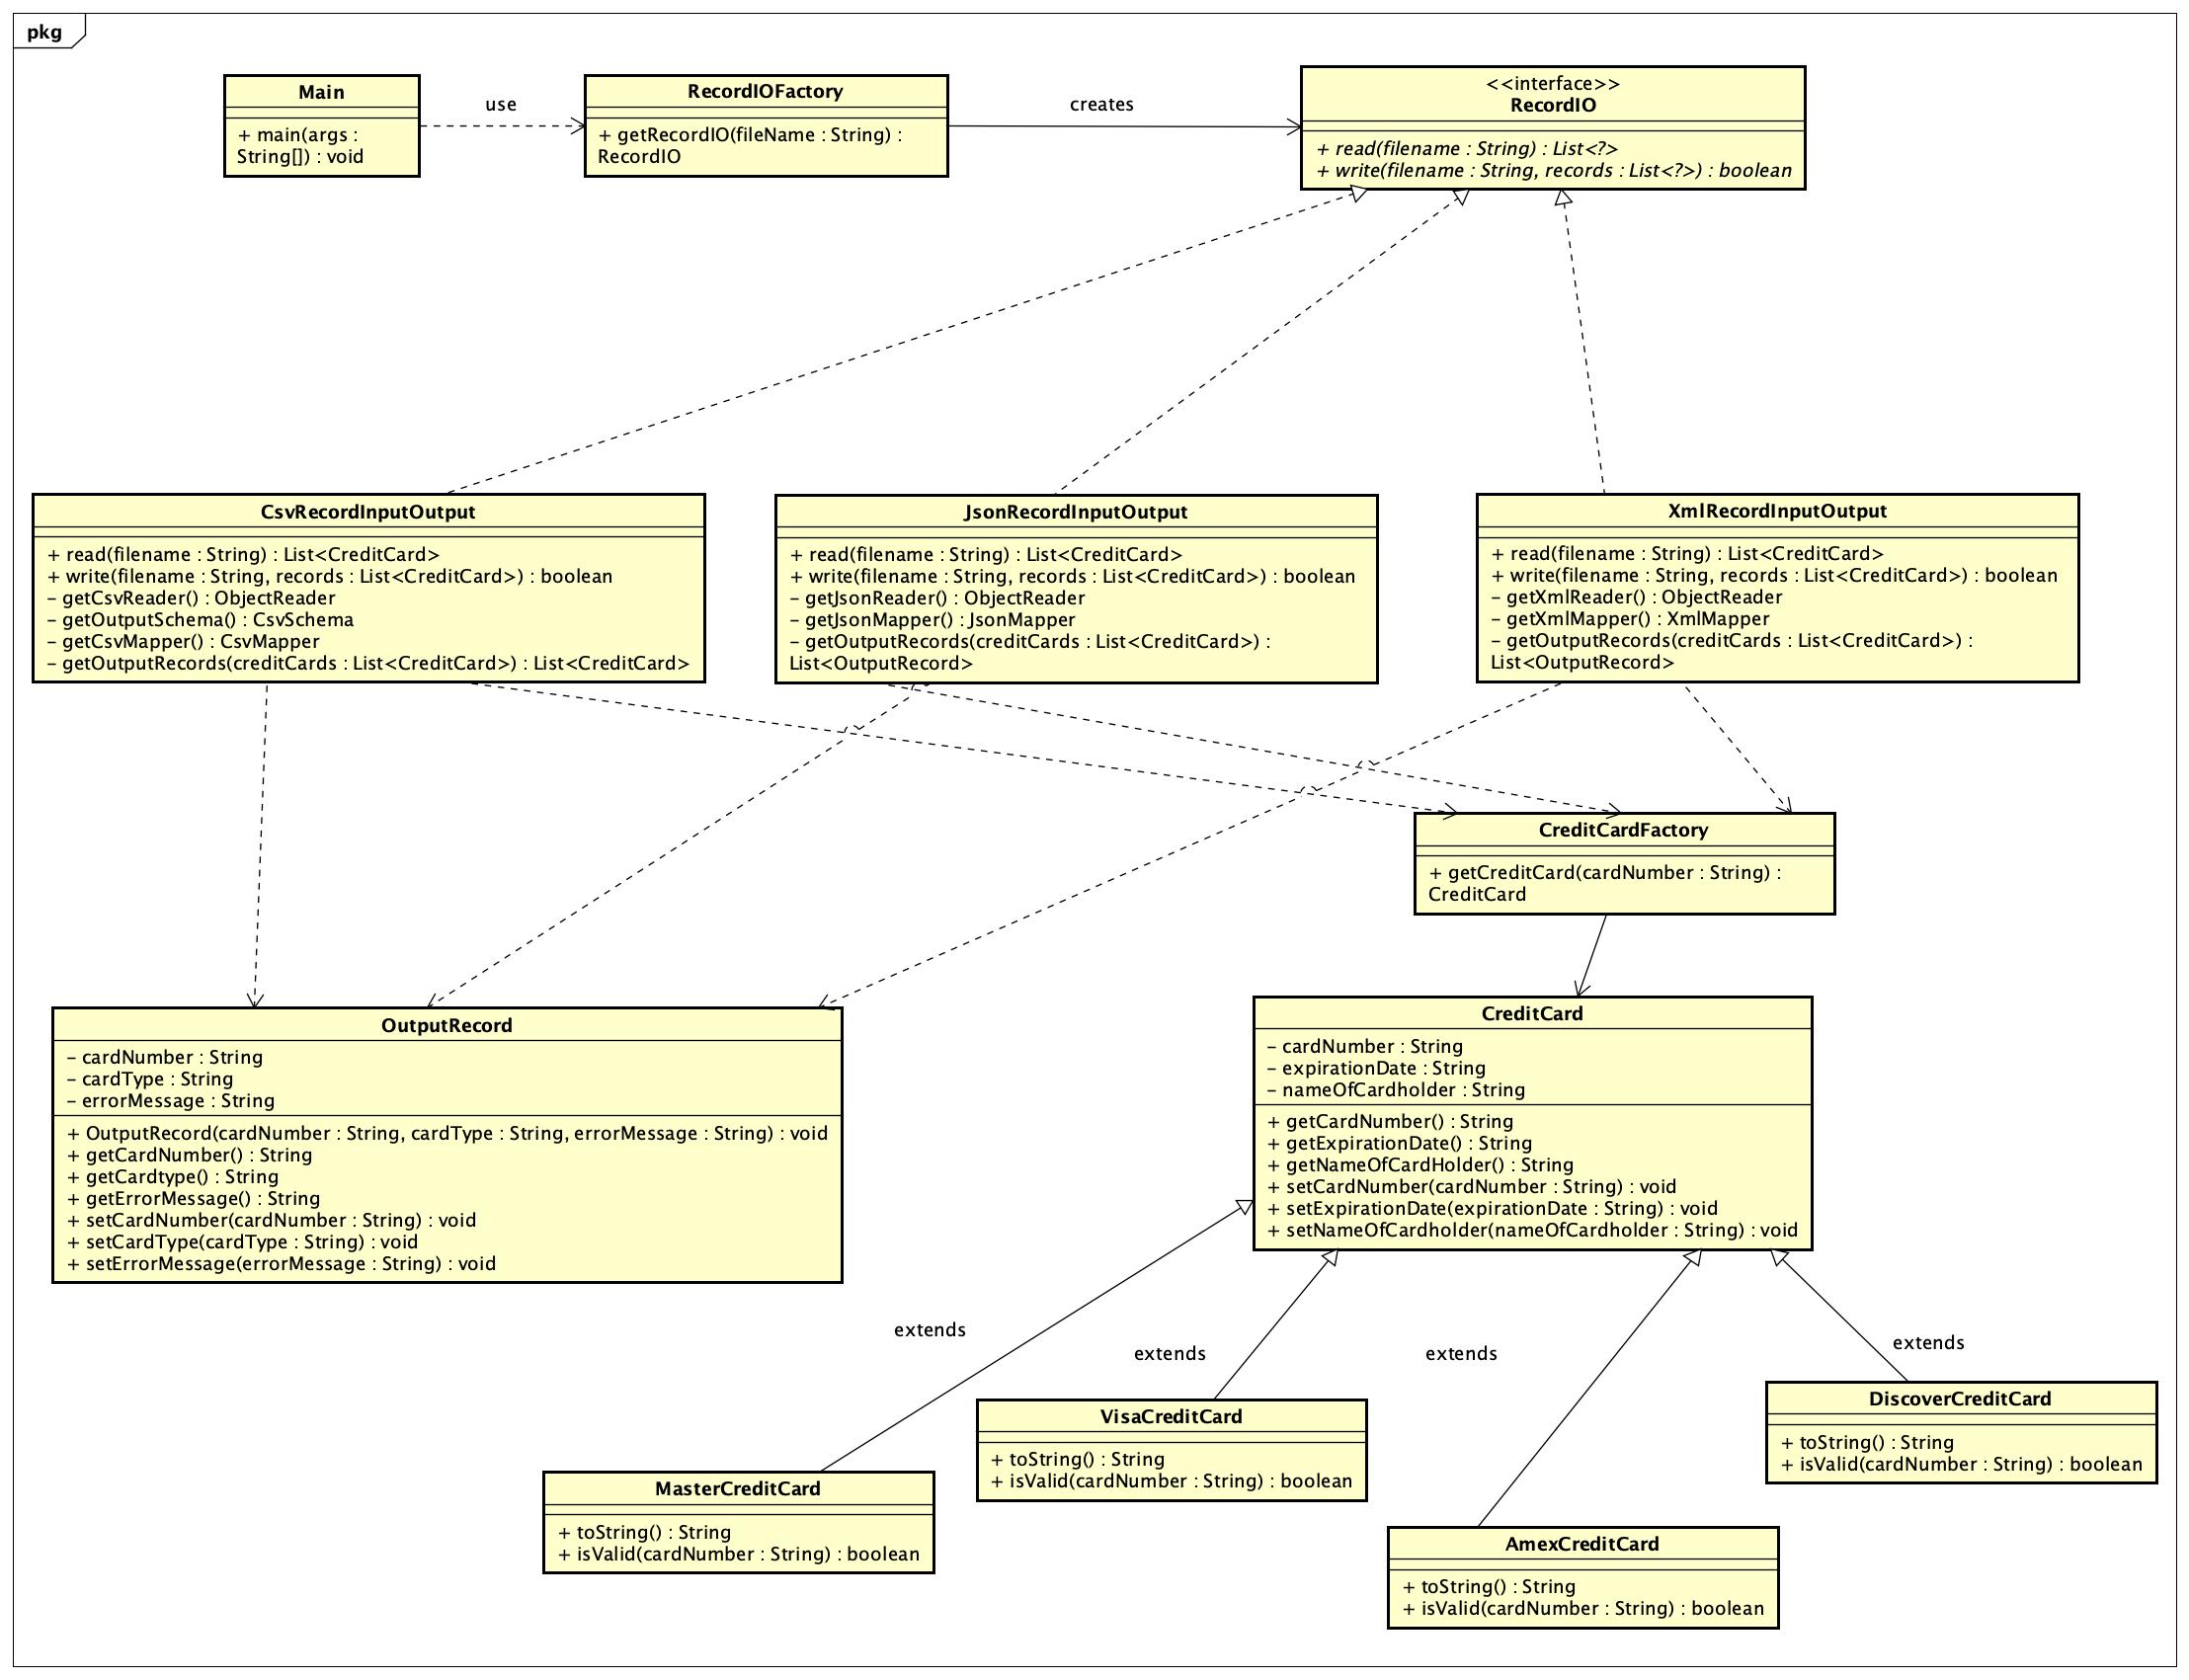 pkg
Main
+ main(args :
String[]) : void
use
RecordIOFactory
+ getRecordIO(fileName : String) :
RecordIO
creates
<<interface>>
RecordIO
+ read(filename : String) : List<?>
+ write(filename : String, records : List<?>) : boolean
CsvRecordInputOutput
+ read(filename : String) : List<CreditCard>
+ write(filename : String, records : List<CreditCard>) : boolean
- getCsvReader() : ObjectReader
- getOutputSchema() : CsvSchema
- getCsvMapper() : CsvMapper
- getOutputRecords(creditCards : List<CreditCard>) : List<CreditCard>
JsonRecordInputOutput
+ read(filename : String) : List<CreditCard>
+ write(filename : String, records : List<CreditCard>) : boolean
- getJsonReader() : ObjectReader
- getJsonMapper() : JsonMapper
- getOutputRecords(creditCards : List<CreditCard>) :
List<OutputRecord>
XmlRecordInputOutput
+ read(filename : String) : List<CreditCard>
+ write(filename : String, records : List<CreditCard>) : boolean
- getXmlReader() : ObjectReader
- getXmlMapper() : XmlMapper
- getOutputRecords(creditCards : List<CreditCard>) :
List<OutputRecord>
CreditCardFactory
+ getCreditCard(cardNumber : String) :
CreditCard
OutputRecord
- cardNumber : String
- cardType : String
- errorMessage : String
+ OutputRecord(cardNumber : String, cardType : String, errorMessage : String) : void
+ getCardNumber() : String
+ getCardtype() : String
+ getErrorMessage() : String
+ setCardNumber(cardNumber : String) : void
+ setCardType(cardType : String) : void
+ setErrorMessage(errorMessage : String) : void
CreditCard
- cardNumber : String
- expirationDate : String
- nameOfCardholder : String
+ getCardNumber() : String
+ getExpirationDate() : String
+ getNameOfCardHolder() : String
+ setCardNumber(cardNumber : String) : void
+ setExpirationDate(expirationDate : String) : void
+ setNameOfCardholder(nameOfCardholder : String) : void
extends
extends
extends
extends
MasterCreditCard
+ toString() : String
+ isValid(cardNumber : String) : boolean
VisaCreditCard
+ toString() : String
+ isValid(cardNumber : String) : boolean
AmexCreditCard
+ toString() : String
+ isValid(cardNumber : String) : boolean
DiscoverCreditCard
+ toString() : String
+ isValid(cardNumber : String) : boolean